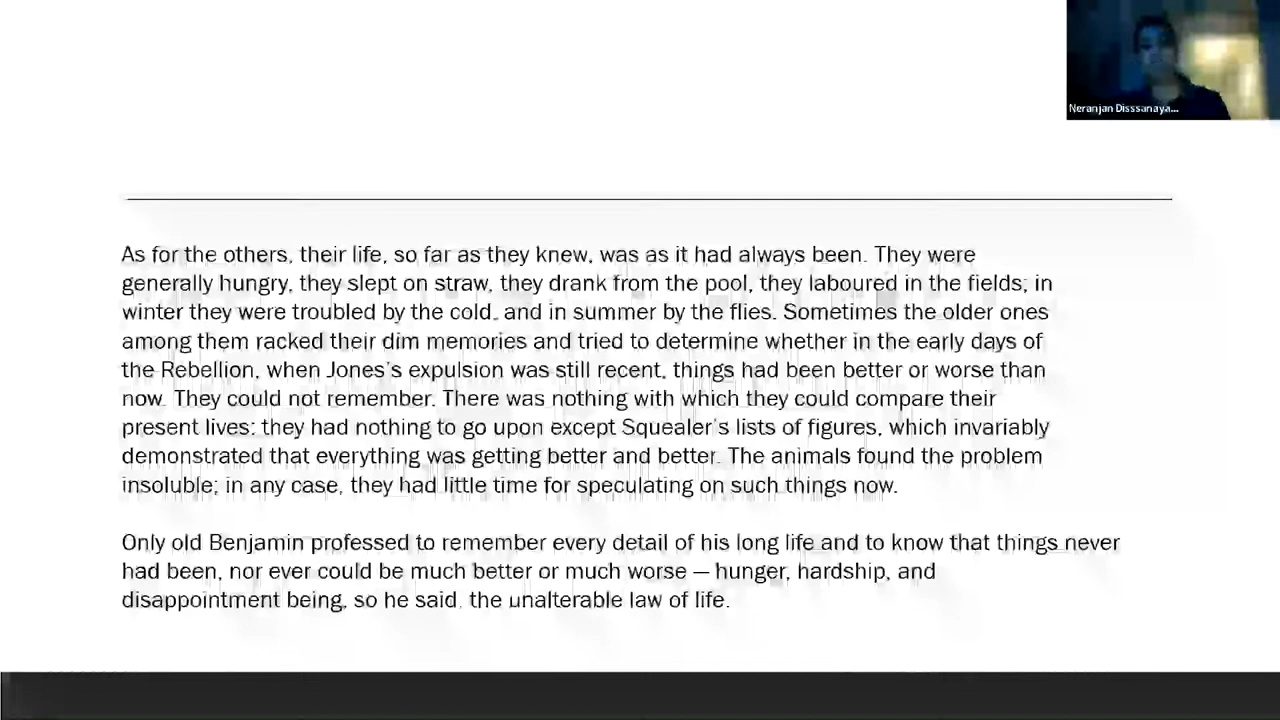 Neranjan Disssanaya...
As for the others, their life, so far as they knew, was as it had always been. They were
generally hungry, they slept on straw, they drank from the pool, they laboured in the fields; in
winter they were troubled by the cold, and in summer by the flies. Sometimes the older ones
among them racked their dim memories and tried to determine whether in the early days of
the Rebellion, when Jones's expulsion was still recent, things had been better or worse than
now. They could not remember. There was nothing with which they could compare their
present lives: they had nothing to go upon except Squealer's lists of figures, which invariably
demonstrated that everything was getting better and better. The animals found the problem
insoluble; in any case, they had little time for speculating on such things now.
Only old Benjamin professed to remember every detail of his long life and to know that things never
had been, nor ever could be much better or much worse — hunger, hardship, and
disappointment being, so he said, the unalterable law of life.